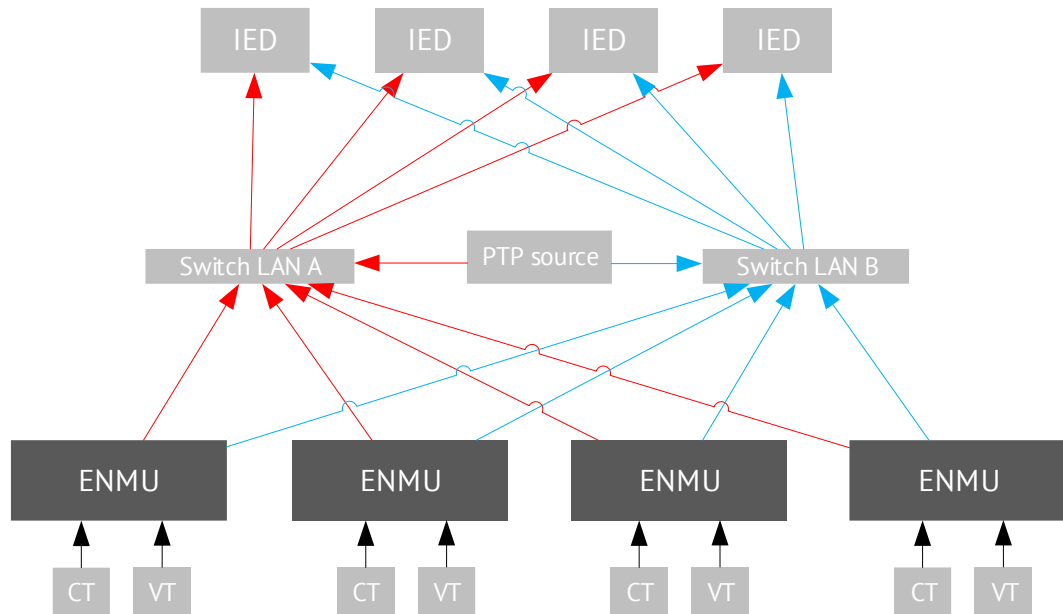 IED
IED
IED
IED
PTP source
Switch LAN A
Switch LAN B
ENMU
ENMU
ENMU
ENMU
CT
VT
CT
VT
CT
VT
CT
VT